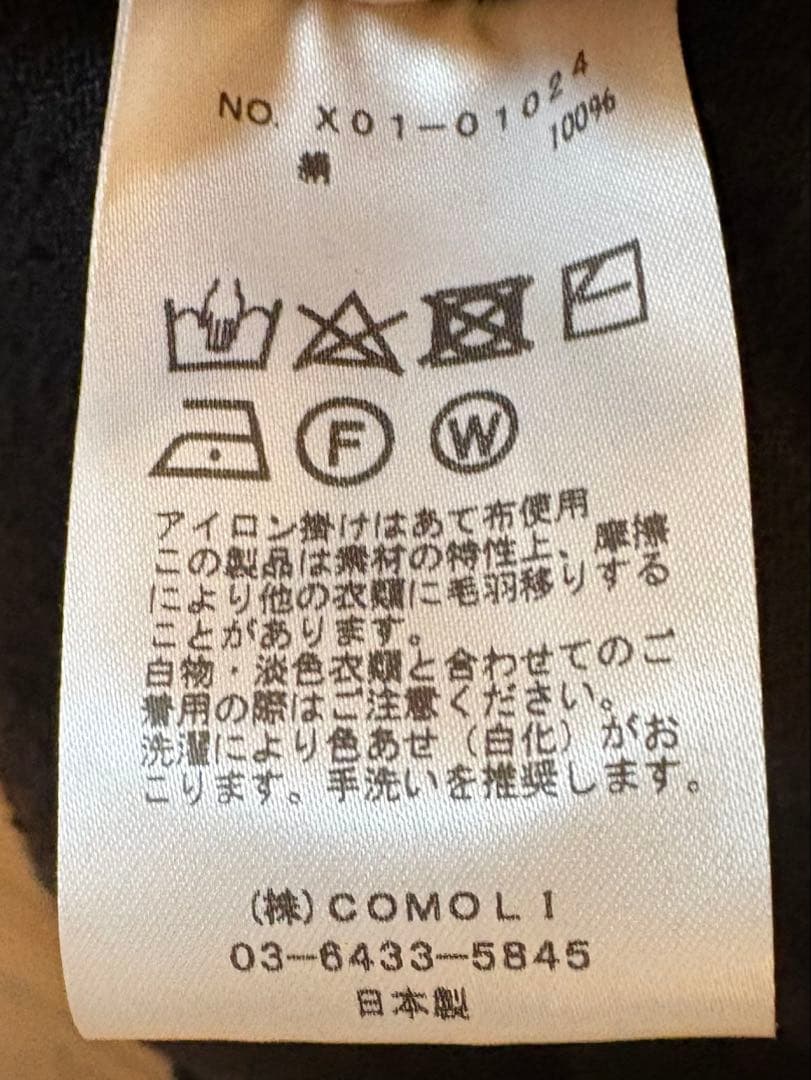 NO. X01-01024
絹 100%
F W
アイロン掛けはあて布使用
この製品は素材の特性上、摩擦
により他の衣類に毛羽移りする
ことがあります。
白物・淡色衣類と合わせてのご
着用の際はご注意ください。
洗濯により色あせ（白化）がお
こります。手洗いを推奨します。
(株)COMOLI
03-6433-5845
日本製